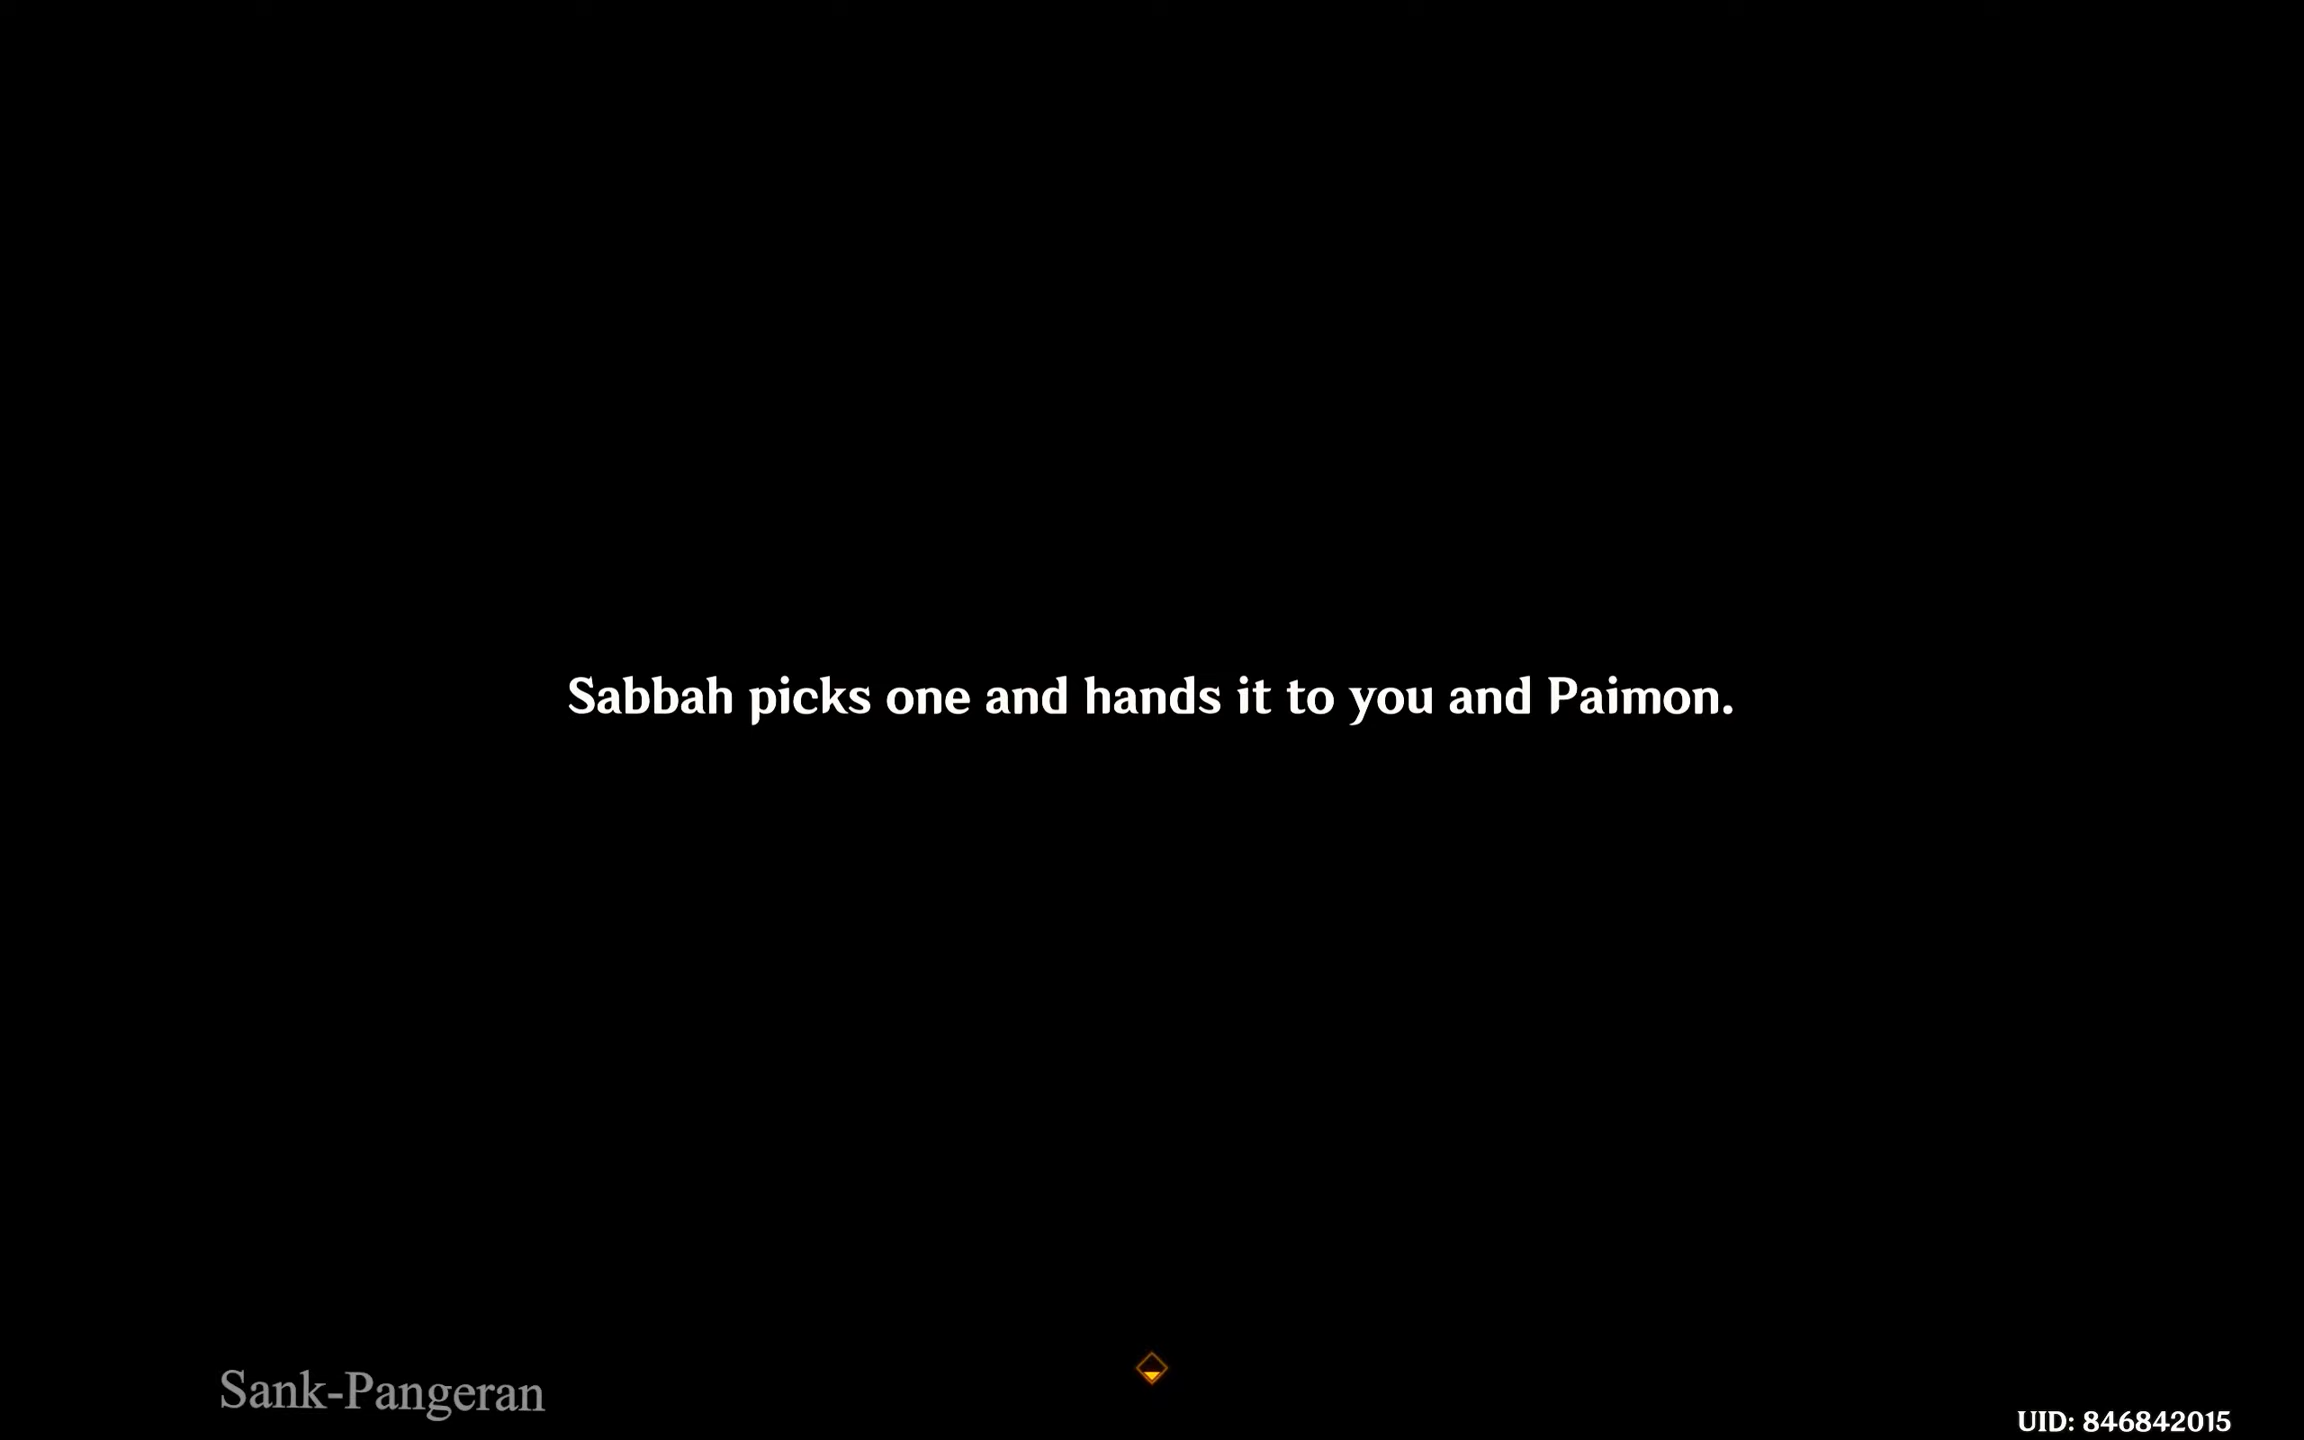 Sabbah picks one and hands it to you and Paimon.
Sank-Pangeran
UID: 846842015